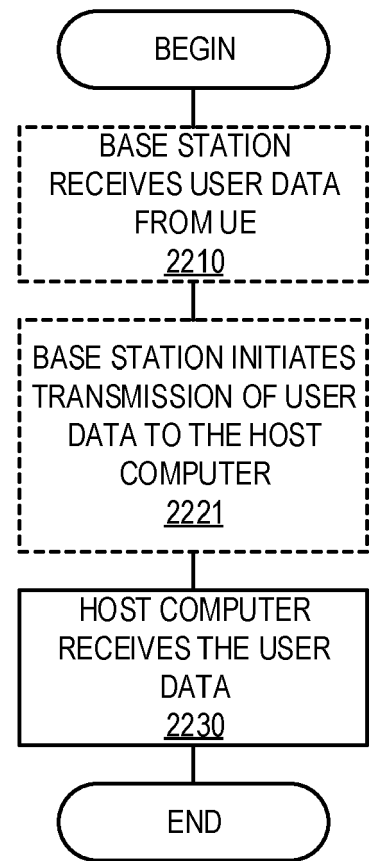 BEGIN
BASE STATION
RECEIVES USER DATA
FROM UE
2210
BASE STATION INITIATES
TRANSMISSION OF USER
DATA TO THE HOST
COMPUTER
2221
HOST COMPUTER
RECEIVES THE USER
DATA
2230
END